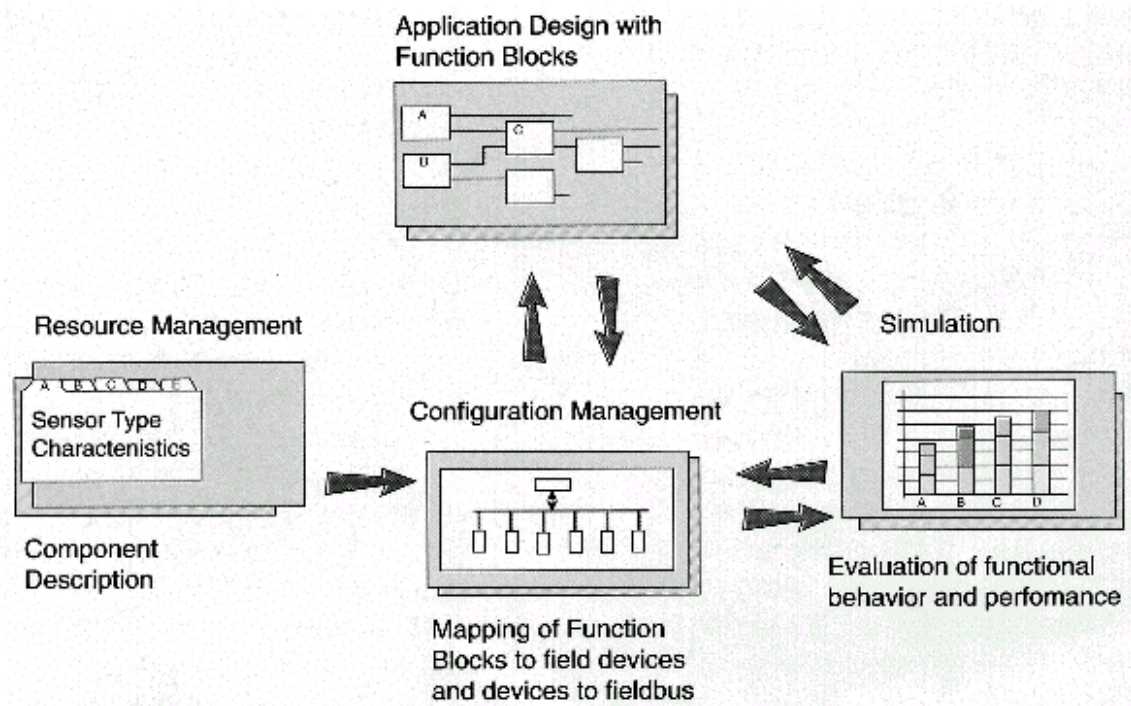 Application Design with
Function Blocks
A
C
D
Resource Management
A B C D E
Sensor Type
Charactenistics
Component
Description
Configuration Management
Mapping of Function
Blocks to field devices
and devices to fieldbus
Simulation
A B C D
Evaluation of functional
behavior and perfomance